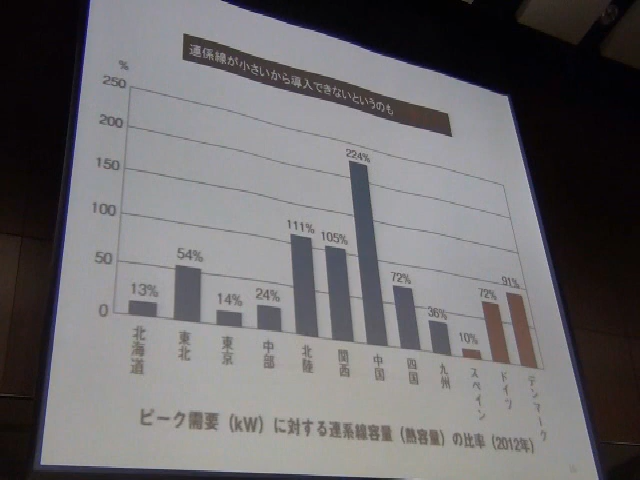 連係線が小さいから導入できないというのも
%
250
200
150
100
50
0
13%
54%
14%
24%
111%
105%
224%
72%
36%
10%
72%
91%
北海道
東北
東京
中部
北陸
関西
中国
四国
九州
スペイン
ドイツ
デンマーク
ピーク需要（kW）に対する連系線容量（熱容量）の比率（2012年）